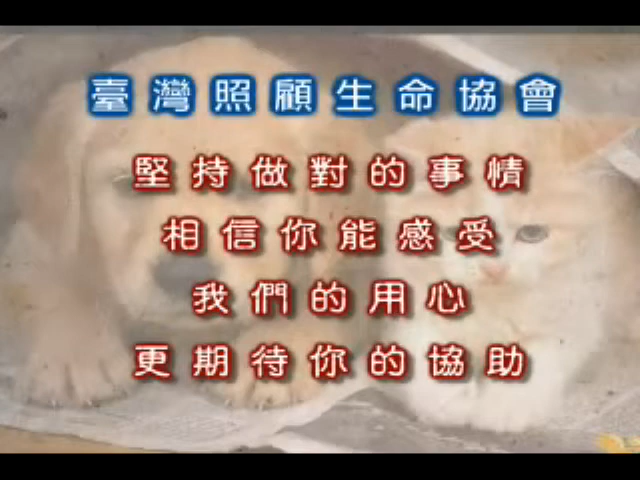 臺灣照顧生命協會
堅持做對的事情
相信你能感受
我們的用心
更期待你的協助